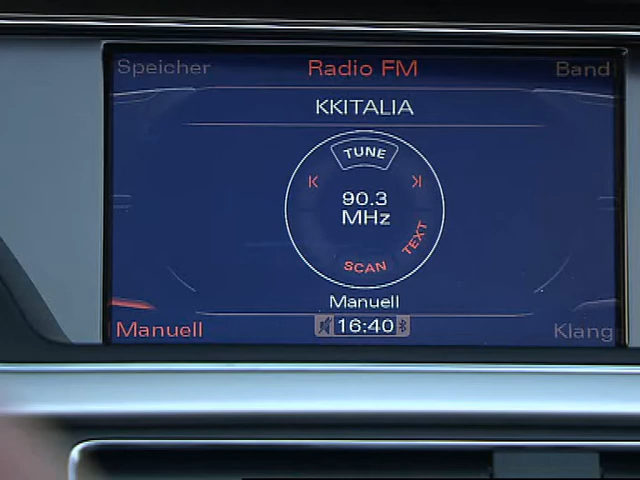 Speicher Radio FM Band
KKITALIA
TUNE
90.3
MHz
TEXT
SCAN
Manuell
Manuell 16:40 Klang